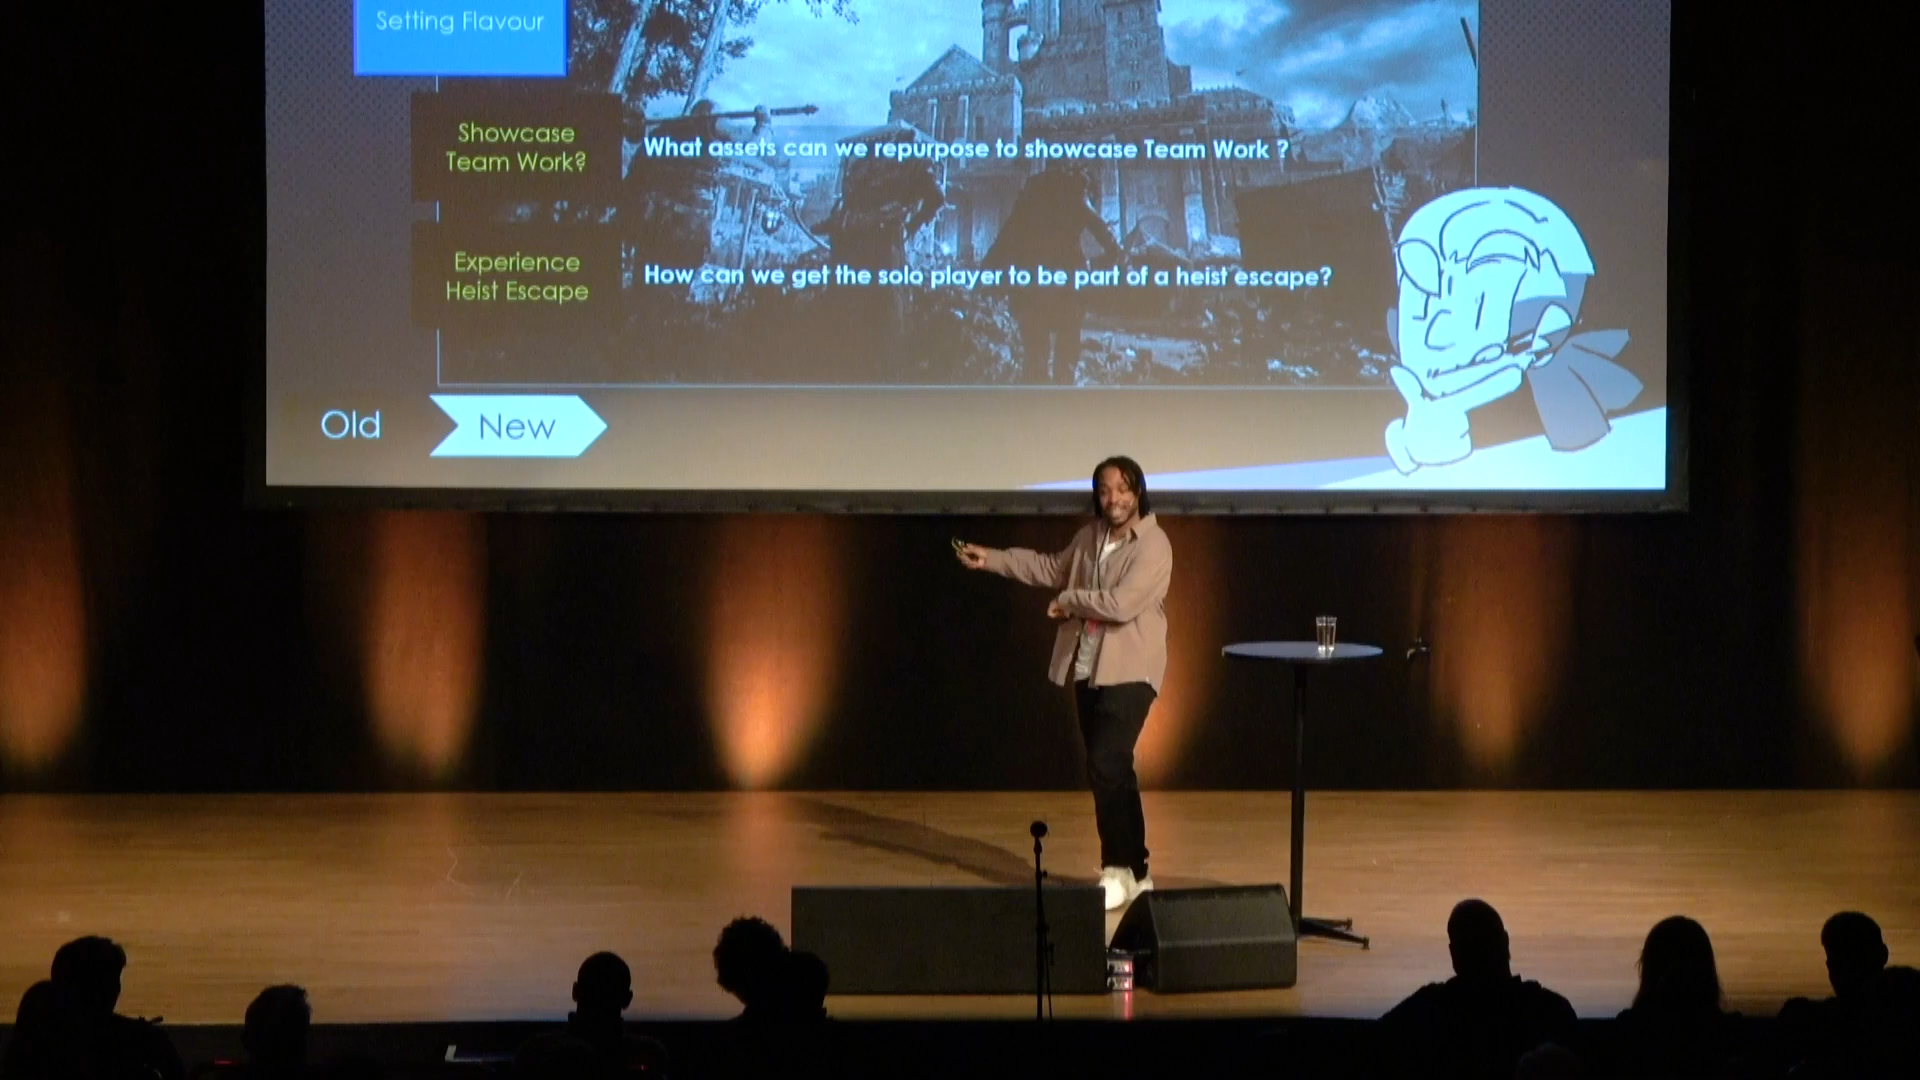 Setting Flavour
Showcase
Team Work?
What assets can we repurpose to showcase Team Work ?
Experience
Heist Escape
How can we get the solo player to be part of a heist escape?
Old
New